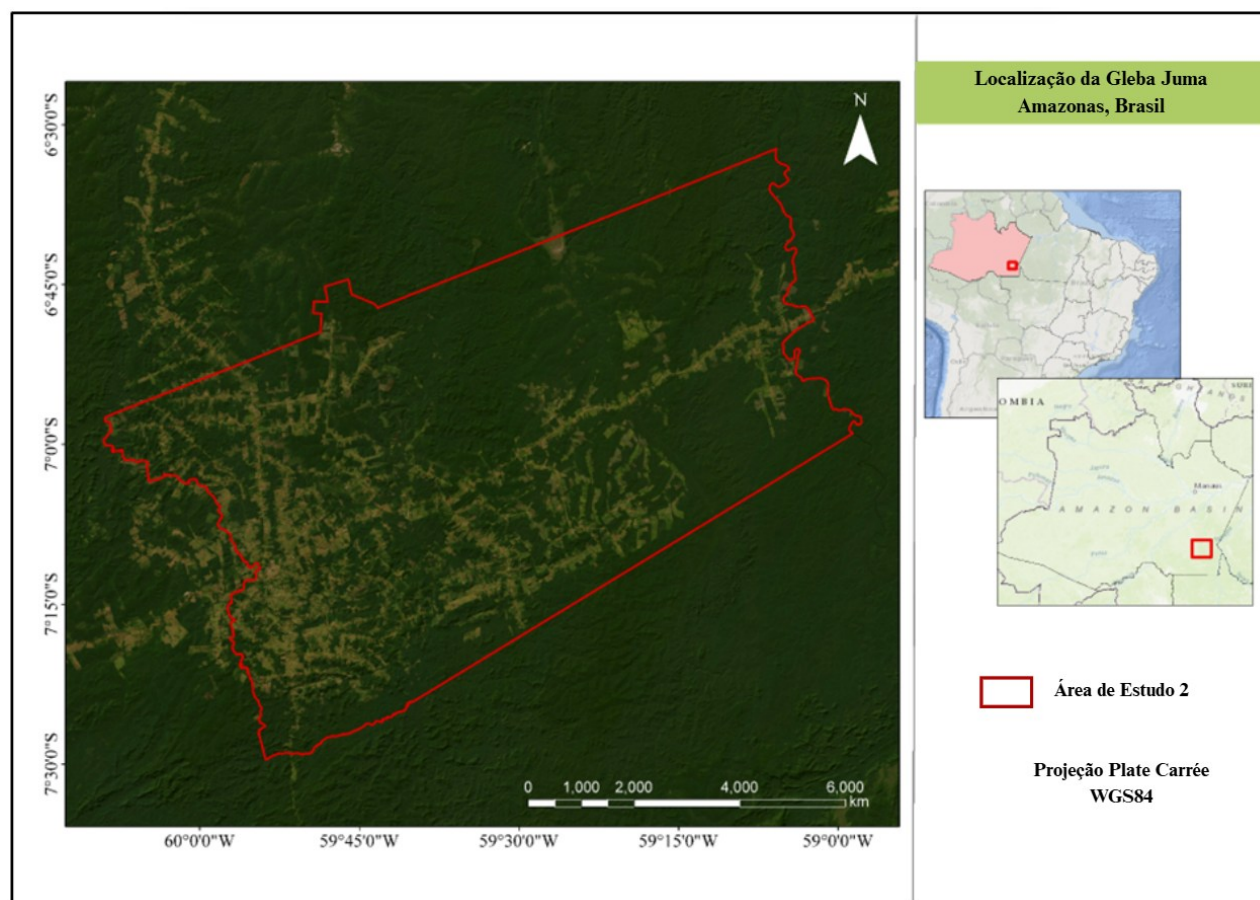 Localização da Gleba Juma
Amazonas, Brasil
N
6°30'0"S
6°45'0"S
7°0'0"S
7°15'0"S
7°30'0"S
60°0'0"W
59°45'0"W
59°30'0"W
59°15'0"W
59°0'0"W
0 1,000 2,000 4,000 6,000
km
OMBIA
Manaus
AMAZON BASIN
Área de Estudo 2
Projeção Plate Carrée
WGS84